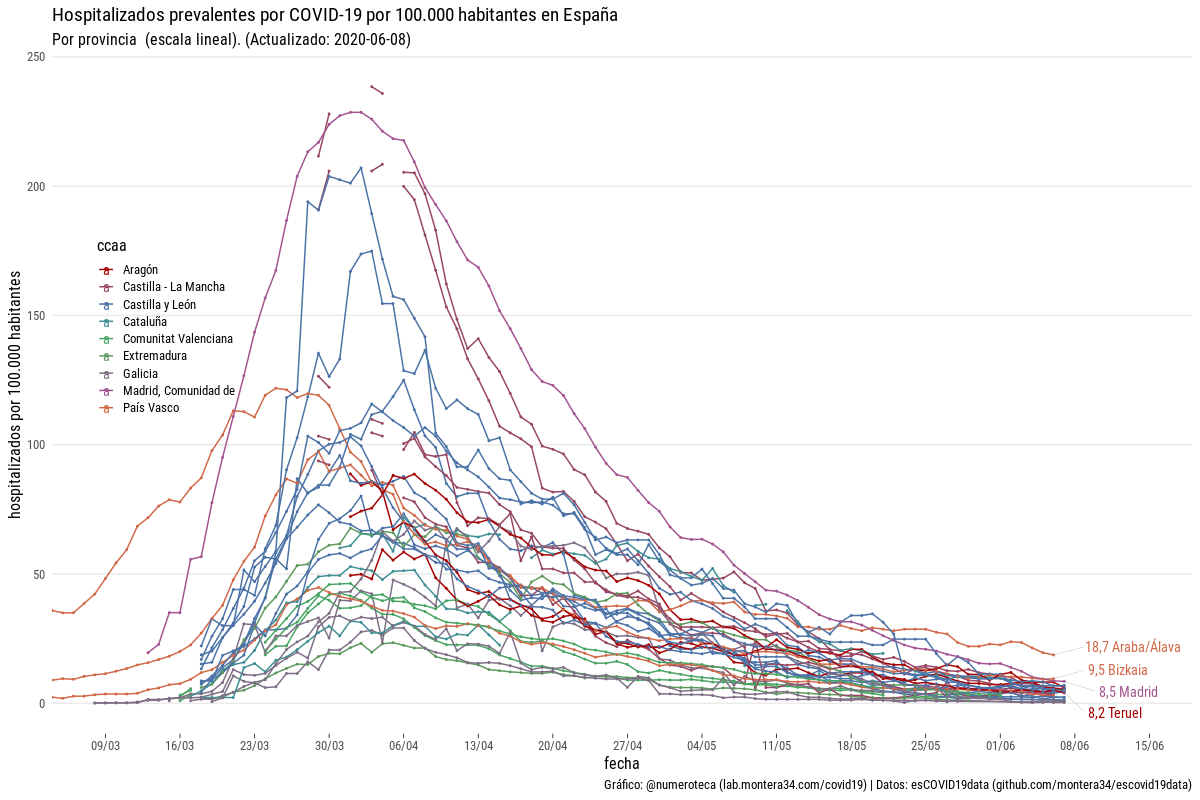 Hospitalizados prevalentes por COVID-19 por 100.000 habitantes en España
Por provincia  (escala lineal). (Actualizado: 2020-06-08)
250
200
150
100
50
0
hospitalizados por 100.000 habitantes
ccaa
Aragón
Castilla - La Mancha
Castilla y León
Cataluña
Comunitat Valenciana
Extremadura
Galicia
Madrid, Comunidad de
País Vasco
18,7 Araba/Álava
9,5 Bizkaia
8,5 Madrid
8,2 Teruel
09/03 16/03 23/03 30/03 06/04 13/04 20/04 27/04 04/05 11/05 18/05 25/05 01/06 08/06 15/06
fecha
Gráfico: @numeroteca (lab.montera34.com/covid19) | Datos: esCOVID19data (github.com/montera34/escovid19data)